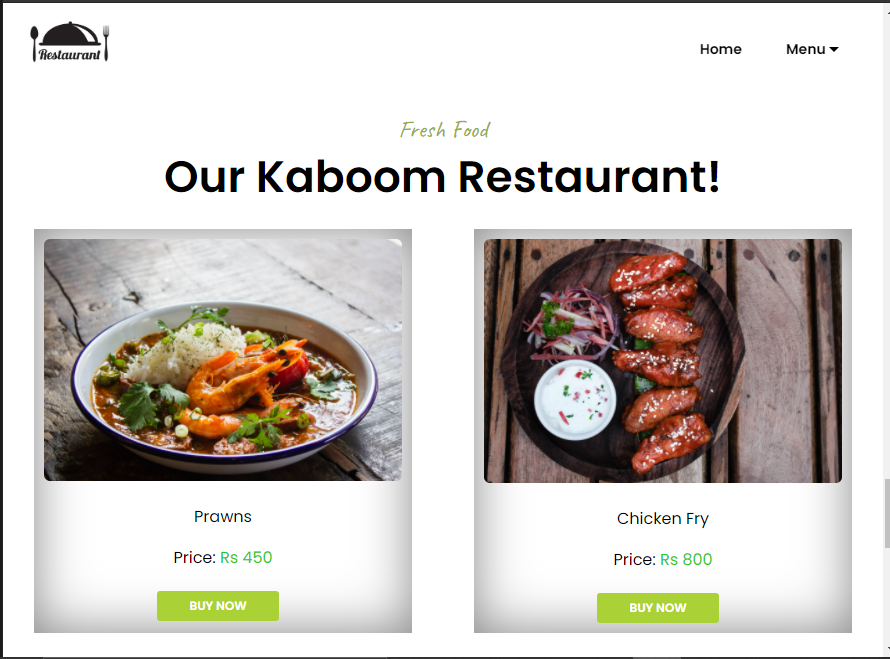 Restaurant
Home
Menu
Fresh Food
Our Kaboom Restaurant!
Prawns
Price: Rs 450
BUY NOW
Chicken Fry
Price: Rs 800
BUY NOW